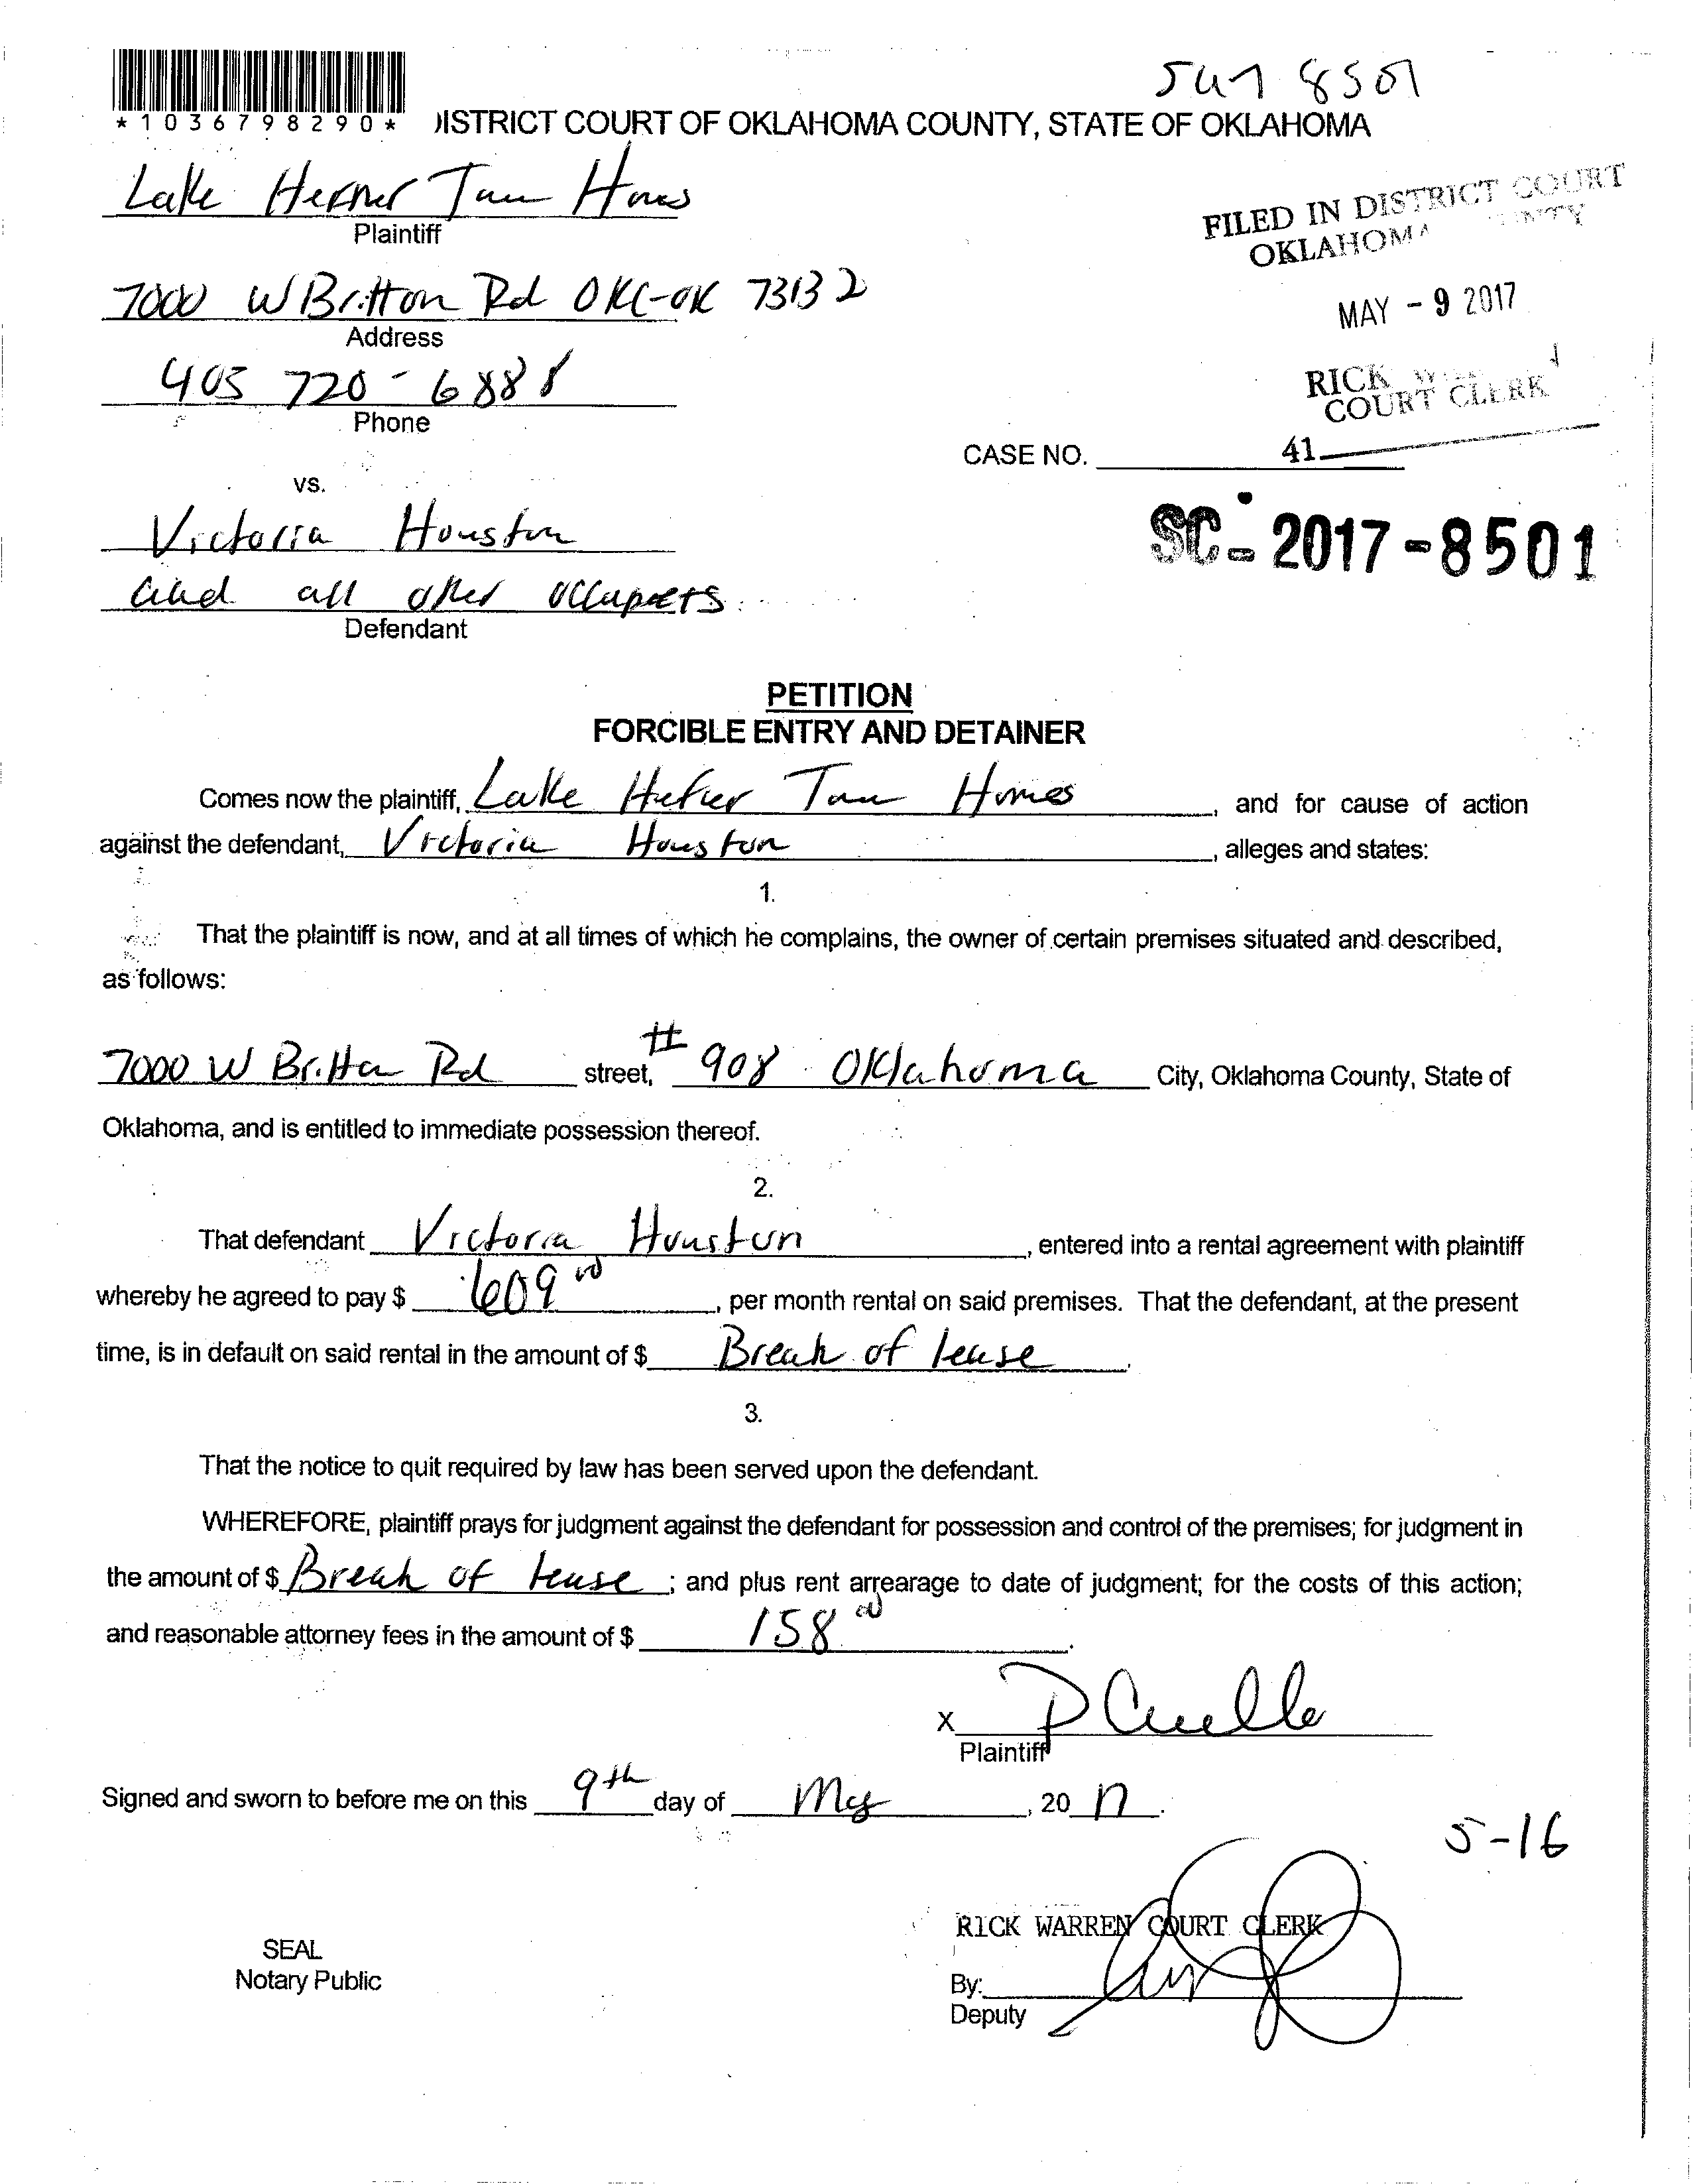 5417 8501
*1036798290*
ISTRICT COURT OF OKLAHOMA COUNTY, STATE OF OKLAHOMA
Lake Hefner Town Homes
Plaintiff
FILED IN DISTRICT COURT
OKLAHOMA
7000 W Britton Rd OKC-OK 73132
Address
MAY - 9 2017
405 720-6888
Phone
RICK
COURT CLERK
CASE NO.
41
vs.
Victoria Houston
SC-2017-8501
and all other
Defendant
PETITION
FORCIBLE ENTRY AND DETAINER
Comes now the plaintiff, Lake Hefner Town Homes, and for cause of action
against the defendant, Victoria Houston, alleges and states:
1.
That the plaintiff is now, and at all times of which he complains, the owner of certain premises situated and described,
as follows:
7000 W Britton Rd street, #908 Oklahoma City, Oklahoma County, State of
Oklahoma, and is entitled to immediate possession thereof.
2.
That defendant Victoria Houston, entered into a rental agreement with plaintiff
whereby he agreed to pay $ 609 00, per month rental on said premises. That the defendant, at the present
time, is in default on said rental in the amount of $ Break of lease.
3.
That the notice to quit required by law has been served upon the defendant.
WHEREFORE, plaintiff prays for judgment against the defendant for possession and control of the premises; for judgment in
the amount of $ Break of lease; and plus rent arrearage to date of judgment; for the costs of this action;
and reasonable attorney fees in the amount of $ 158 00.
X
Plaintiff
Signed and sworn to before me on this 9th day of May, 20 17.
5-16
RICK WARREN COURT CLERK
SEAL
Notary Public
By:
Deputy